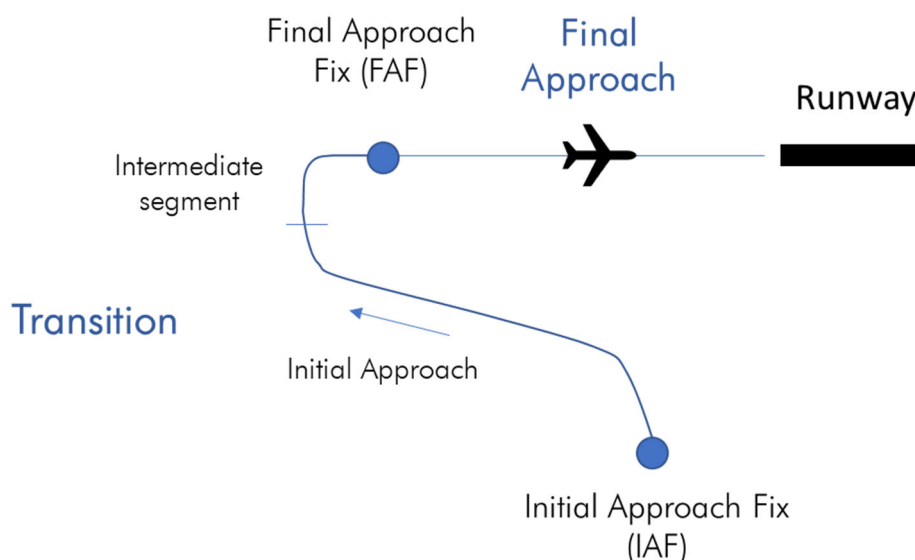 Final Approach
Fix (FAF)
Final
Approach
Runway
Intermediate
segment
Transition
Initial Approach
Initial Approach Fix
(IAF)